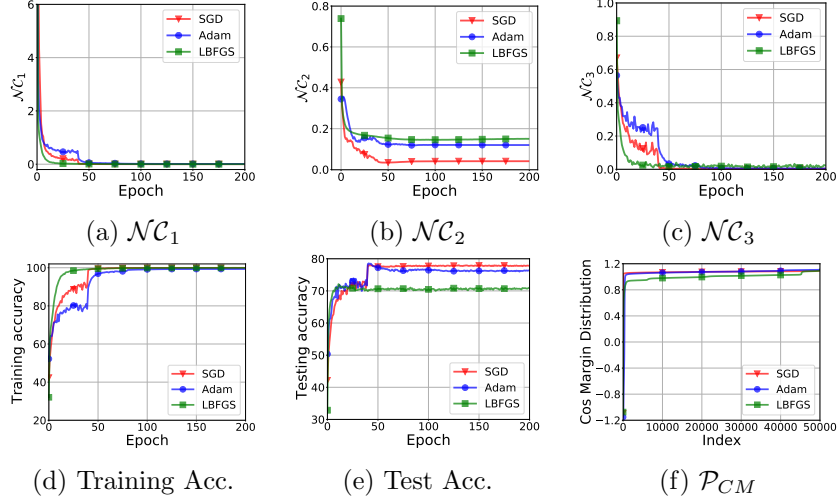 6
4
2
0
NC1
SGD
Adam
LBFGS
0 50 100 150 200
Epoch
(a) NC1
0.8
0.6
0.4
0.2
0.0
NC2
SGD
Adam
LBFGS
0 50 100 150 200
Epoch
(b) NC2
1.0
0.8
0.6
0.4
0.2
0.0
NC3
SGD
Adam
LBFGS
0 50 100 150 200
Epoch
(c) NC3
100
80
60
40
20
Training accuracy
SGD
Adam
LBFGS
0 50 100 150 200
Epoch
(d) Training Acc.
80
70
60
50
40
30
Testing accuracy
SGD
Adam
LBFGS
0 50 100 150 200
Epoch
(e) Test Acc.
1.2
0.8
0.4
0.0
−0.4
−0.8
−1.2
Cos Margin Distribution
SGD
Adam
LBFGS
0 10000 20000 30000 40000 50000
Index
(f) PCM